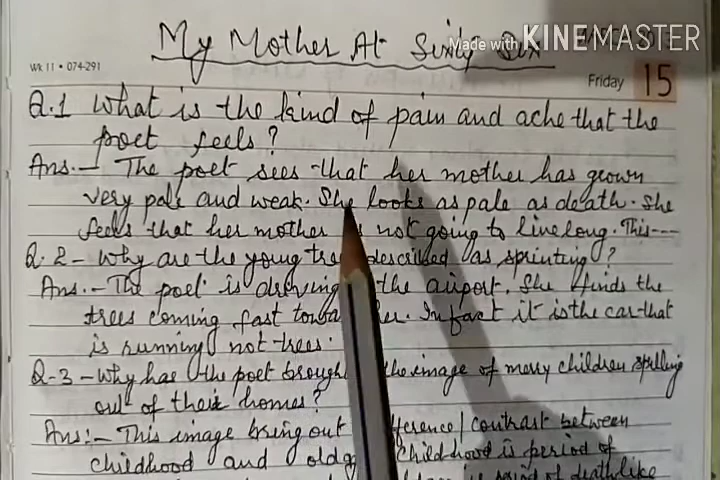 My Mother At Sixty Six
Made with KINEMASTER
Wk 11 • 074-291
Friday 15
Q.1 What is the kind of pain and ache that the
poet feels?
Ans.- The poet sees that her mother has grown
very pale and weak. She looks as pale as death. She
feels that her mother is not going to live long. This---
Q.2- Why are the young described as sprinting?
Ans.- The poet is driving the airport. She finds the
trees coming fast her. In fact it is the car that
is running not trees.
Q-3- Why has the poet the image of merry children spilling
out of their homes?
Ans:- This image bring out / contrast between
childhood and childhood is period of